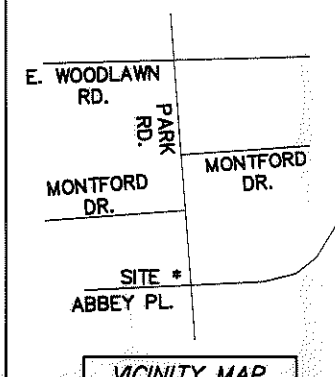 E. WOODLAWN
RD.
PARK
RD.
MONTFORD
DR.
MONTFORD
DR.
SITE *
ABBEY PL.
VICINITY MAP